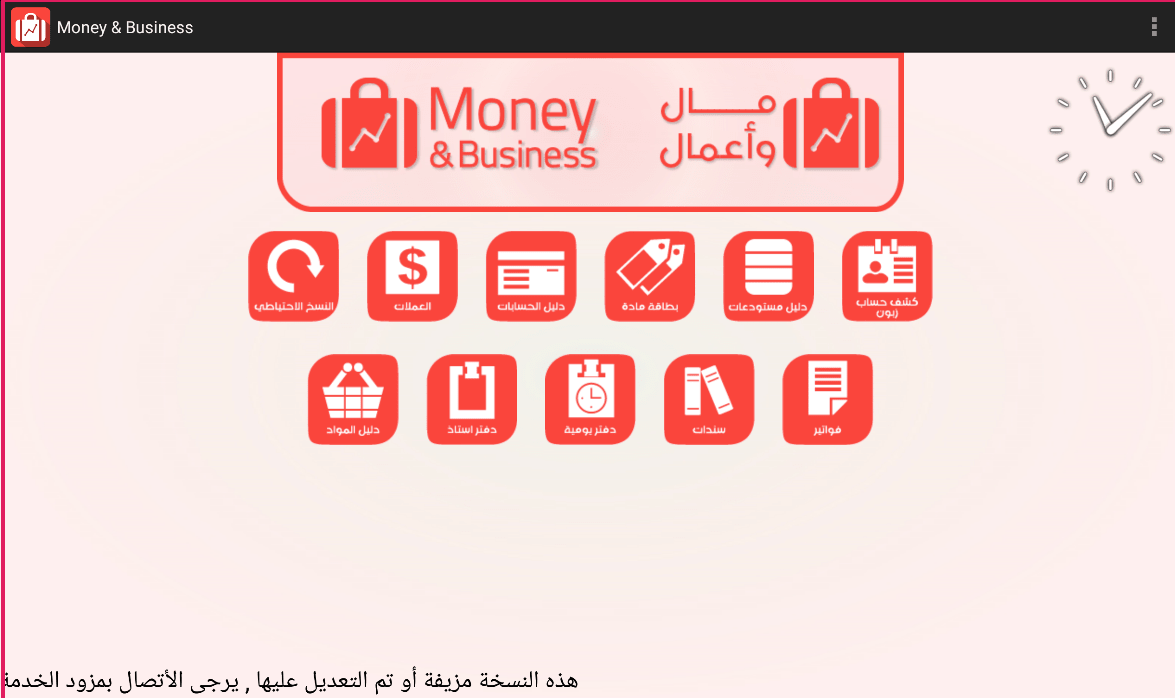 Money & Business
Money
& Business
مـــــال
وأعمال
النسخ الاحتياطي
العملات
دليل الحسابات
بطاقة مادة
دليل مستودعات
كشف حساب
زبون
دليل المواد
دفتر استاذ
دفتر يومية
سندات
فواتير
هذه النسخة مزيفة أو تم التعديل عليها , يرجى الأتصال بمزود الخدمة